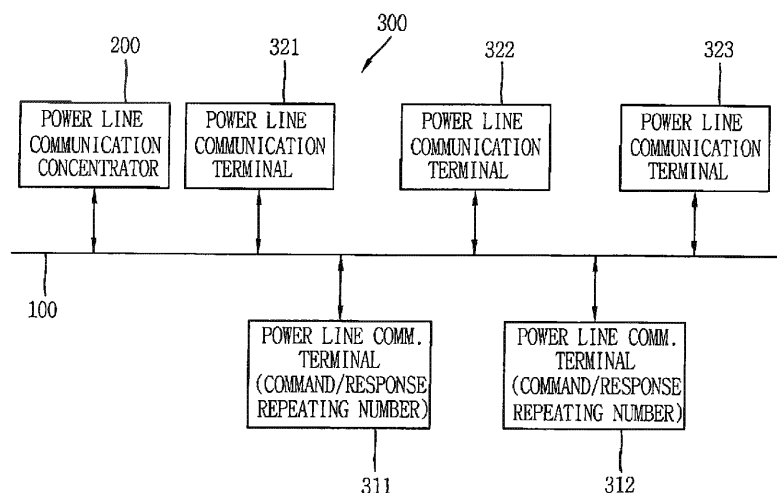 300
200
321
322
323
POWER LINE
COMMUNICATION
CONCENTRATOR
POWER LINE
COMMUNICATION
TERMINAL
POWER LINE
COMMUNICATION
TERMINAL
POWER LINE
COMMUNICATION
TERMINAL
100
POWER LINE COMM.
TERMINAL
(COMMAND/RESPONSE
REPEATING NUMBER)
POWER LINE COMM.
TERMINAL
(COMMAND/RESPONSE
REPEATING NUMBER)
311
312